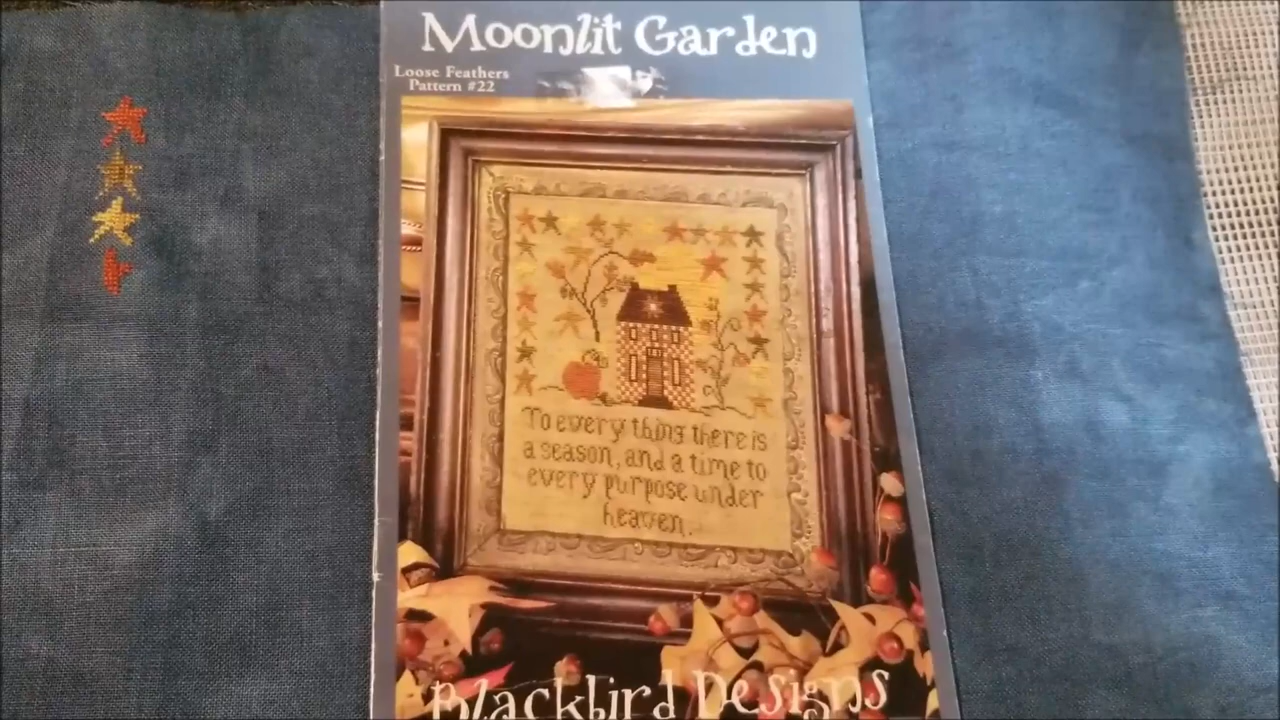 Moonlit Garden
Loose Feathers
Pattern #22
To every thing there is
a season, and a time to
every purpose under
heaven.
Blackbird Designs